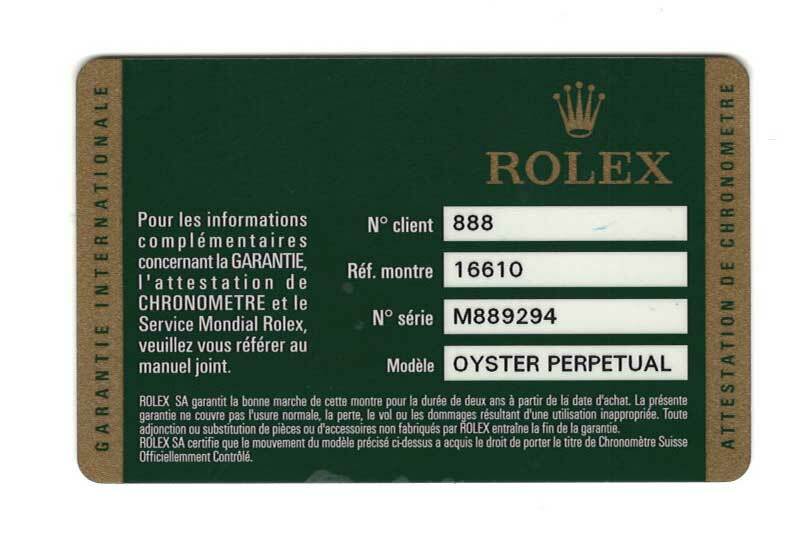 GARANTIE INTERNATIONALE
ROLEX
Pour les informations
complémentaires
concernant la GARANTIE,
l'attestation de
CHRONOMETRE et le
Service Mondial Rolex,
veuillez vous référer au
manuel joint.
N° client 888
Réf. montre 16610
N° série M889294
Modèle OYSTER PERPETUAL
ROLEX SA garantit la bonne marche de cette montre pour la durée de deux ans à partir de la date d'achat. La présente
garantie ne couvre pas l'usure normale, la perte, le vol ou les dommages résultant d'une utilisation inappropriée. Toute
adjonction ou substitution de pièces ou d'accessoires non fabriqués par ROLEX entraîne la fin de la garantie.
ROLEX SA certifie que le mouvement du modèle précisé ci-dessus a acquis le droit de porter le titre de Chronomètre Suisse
Officiellement Contrôlé.
ATTESTATION DE CHRONOMETRE